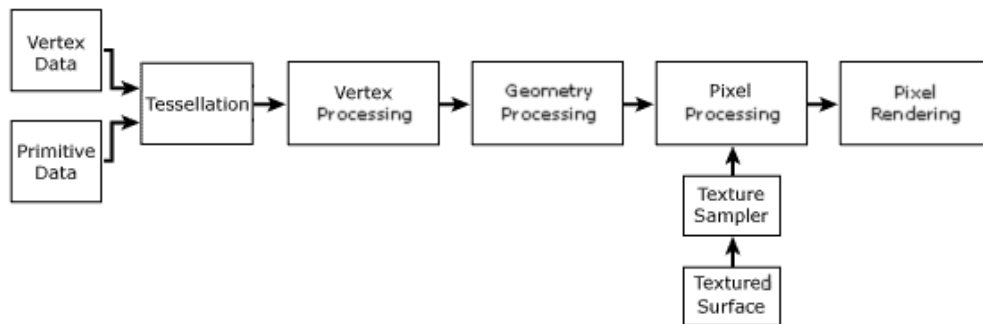 Vertex
Data
Primitive
Data
Tessellation
Vertex
Processing
Geometry
Processing
Pixel
Processing
Pixel
Rendering
Texture
Sampler
Textured
Surface